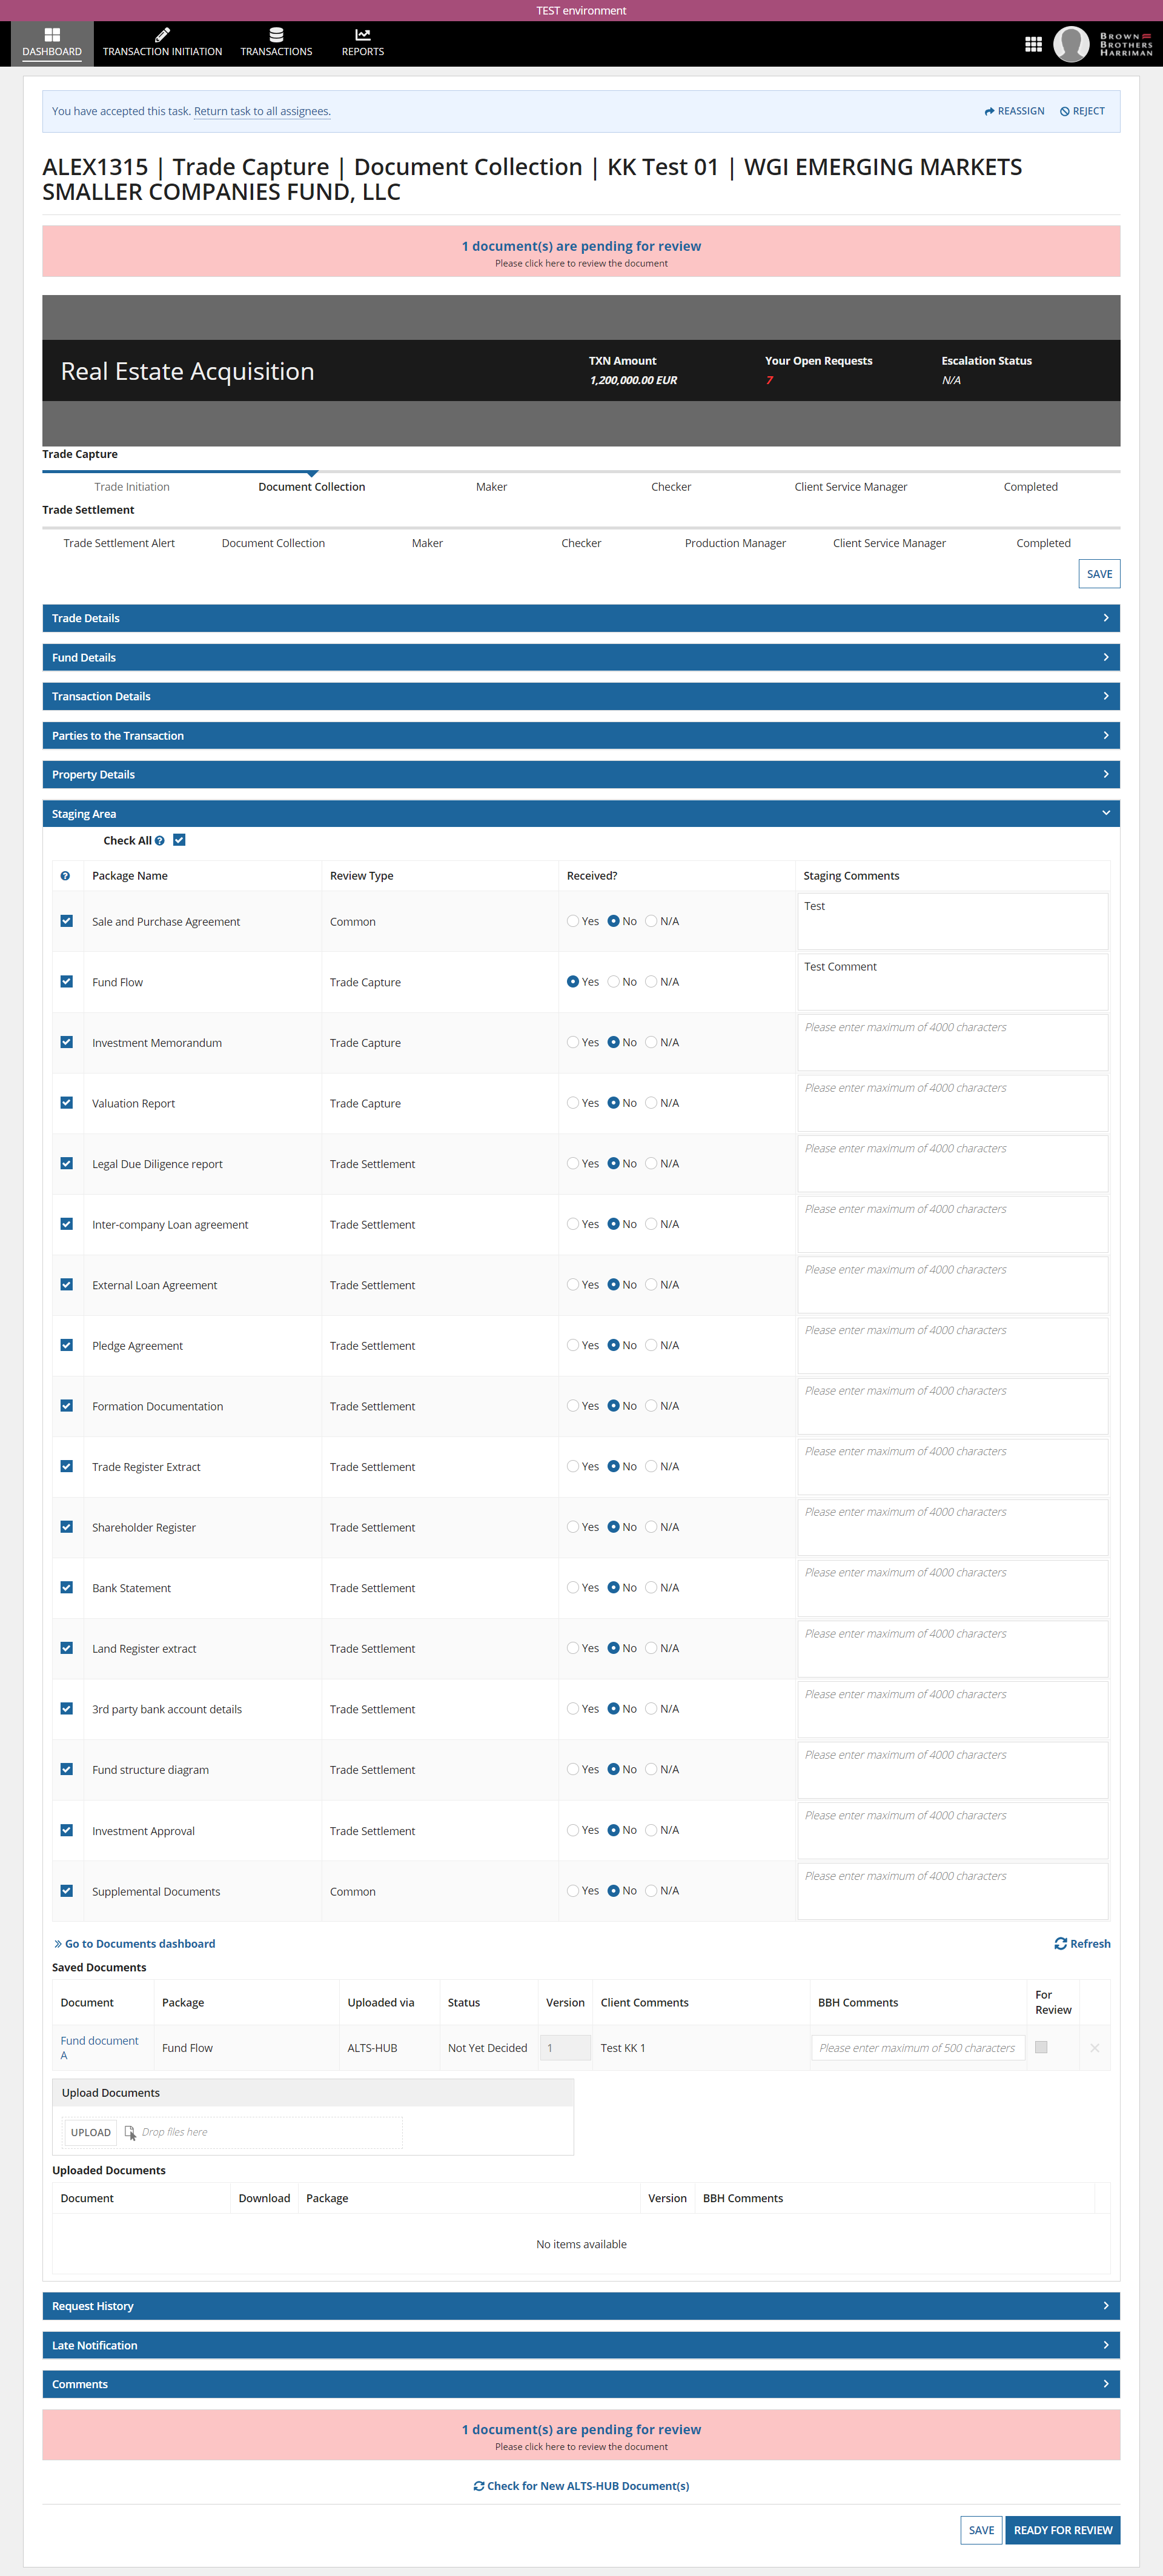 TEST environment
DASHBOARD
TRANSACTION INITIATION
TRANSACTIONS
REPORTS
BROWN
BROTHERS
HARRIMAN
You have accepted this task. Return task to all assignees.
REASSIGN
REJECT
ALEX1315 | Trade Capture | Document Collection | KK Test 01 | WGI EMERGING MARKETS
SMALLER COMPANIES FUND, LLC
1 document(s) are pending for review
Please click here to review the document
Real Estate Acquisition
TXN Amount
1,200,000.00 EUR
Your Open Requests
7
Escalation Status
N/A
Trade Capture
Trade Initiation
Document Collection
Maker
Checker
Client Service Manager
Completed
Trade Settlement
Trade Settlement Alert
Document Collection
Maker
Checker
Production Manager
Client Service Manager
Completed
SAVE
Trade Details
Fund Details
Transaction Details
Parties to the Transaction
Property Details
Staging Area
Check All
Package Name Review Type Received? Staging Comments
Sale and Purchase Agreement Common Yes No N/A Test
Fund Flow Trade Capture Yes No N/A Test Comment
Investment Memorandum Trade Capture Yes No N/A Please enter maximum of 4000 characters
Valuation Report Trade Capture Yes No N/A Please enter maximum of 4000 characters
Legal Due Diligence report Trade Settlement Yes No N/A Please enter maximum of 4000 characters
Inter-company Loan agreement Trade Settlement Yes No N/A Please enter maximum of 4000 characters
External Loan Agreement Trade Settlement Yes No N/A Please enter maximum of 4000 characters
Pledge Agreement Trade Settlement Yes No N/A Please enter maximum of 4000 characters
Formation Documentation Trade Settlement Yes No N/A Please enter maximum of 4000 characters
Trade Register Extract Trade Settlement Yes No N/A Please enter maximum of 4000 characters
Shareholder Register Trade Settlement Yes No N/A Please enter maximum of 4000 characters
Bank Statement Trade Settlement Yes No N/A Please enter maximum of 4000 characters
Land Register extract Trade Settlement Yes No N/A Please enter maximum of 4000 characters
3rd party bank account details Trade Settlement Yes No N/A Please enter maximum of 4000 characters
Fund structure diagram Trade Settlement Yes No N/A Please enter maximum of 4000 characters
Investment Approval Trade Settlement Yes No N/A Please enter maximum of 4000 characters
Supplemental Documents Common Yes No N/A Please enter maximum of 4000 characters
Go to Documents dashboard
Refresh
Saved Documents
Document Package Uploaded via Status Version Client Comments BBH Comments For
Review
Fund document
A
Fund Flow ALTS-HUB Not Yet Decided 1 Test KK 1 Please enter maximum of 500 characters
Upload Documents
UPLOAD Drop files here
Uploaded Documents
Document Download Package Version BBH Comments
No items available
Request History
Late Notification
Comments
1 document(s) are pending for review
Please click here to review the document
Check for New ALTS-HUB Document(s)
SAVE
READY FOR REVIEW